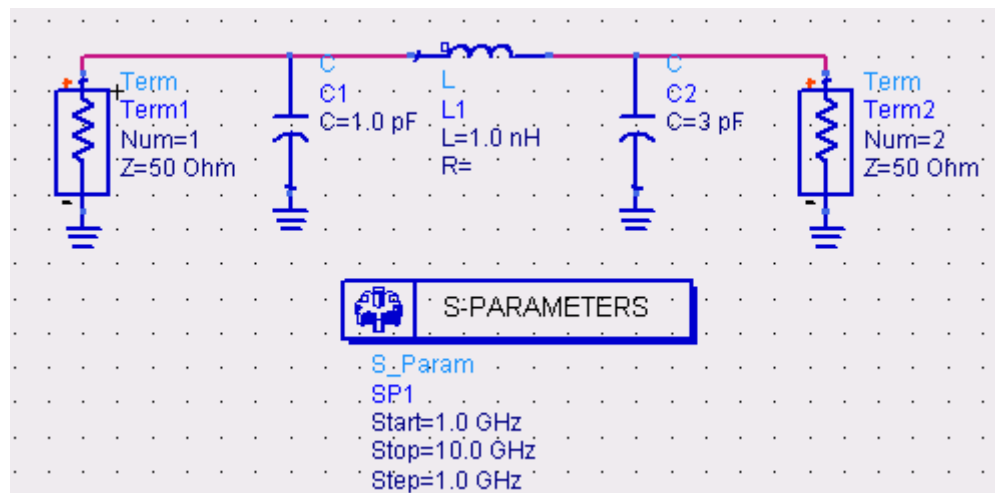 Term
Term1
Num=1
Z=50 Ohm
C
C1
C=1.0 pF
L
L1
L=1.0 nH
R=
C
C2
C=3 pF
Term
Term2
Num=2
Z=50 Ohm
S-PARAMETERS
S_Param
SP1
Start=1.0 GHz
Stop=10.0 GHz
Step=1.0 GHz